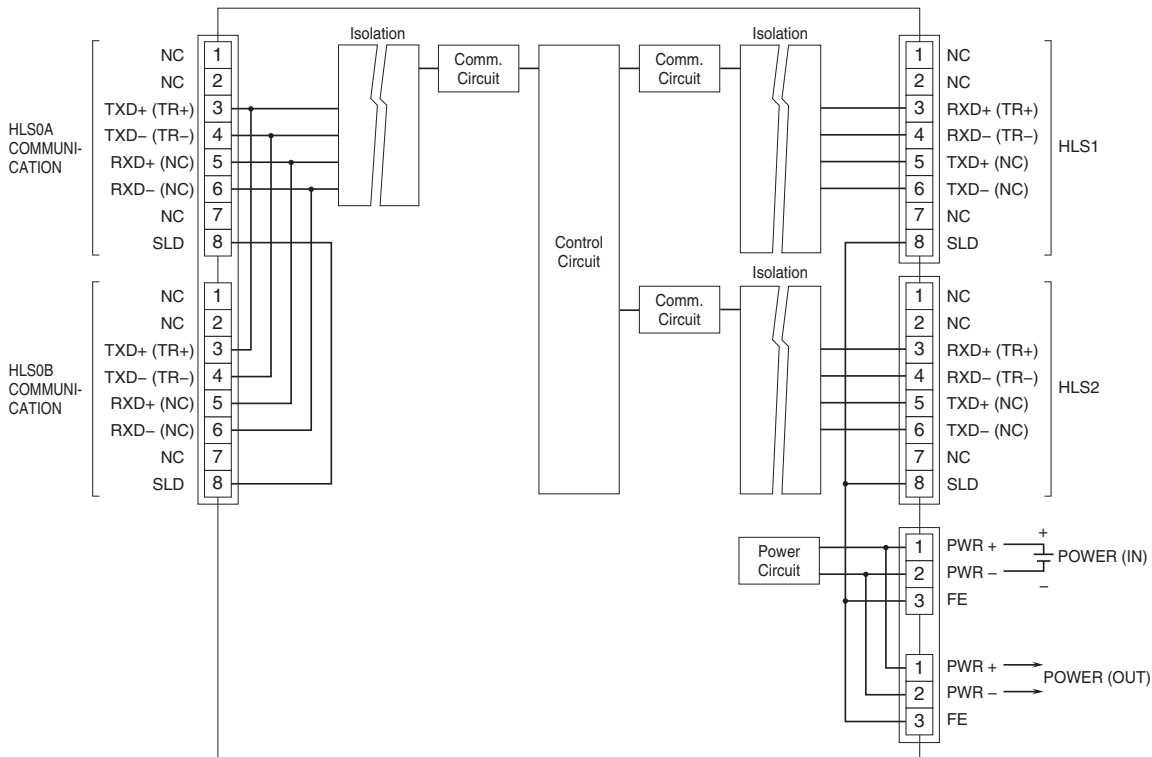 HLS0A
COMMUNI-
CATION
NC 1
NC 2
TXD+ (TR+) 3
TXD− (TR−) 4
RXD+ (NC) 5
RXD− (NC) 6
NC 7
SLD 8
HLS0B
COMMUNI-
CATION
NC 1
NC 2
TXD+ (TR+) 3
TXD− (TR−) 4
RXD+ (NC) 5
RXD− (NC) 6
NC 7
SLD 8
Isolation
Comm.
Circuit
Control
Circuit
Comm.
Circuit
Isolation
Comm.
Circuit
Isolation
Power
Circuit
1 NC
2 NC
3 RXD+ (TR+)
4 RXD− (TR−)
5 TXD+ (NC)
6 TXD− (NC)
7 NC
8 SLD
HLS1
1 NC
2 NC
3 RXD+ (TR+)
4 RXD− (TR−)
5 TXD+ (NC)
6 TXD− (NC)
7 NC
8 SLD
HLS2
1 PWR +
2 PWR −
3 FE
+
POWER (IN)
−
1 PWR +
2 PWR −
3 FE
POWER (OUT)